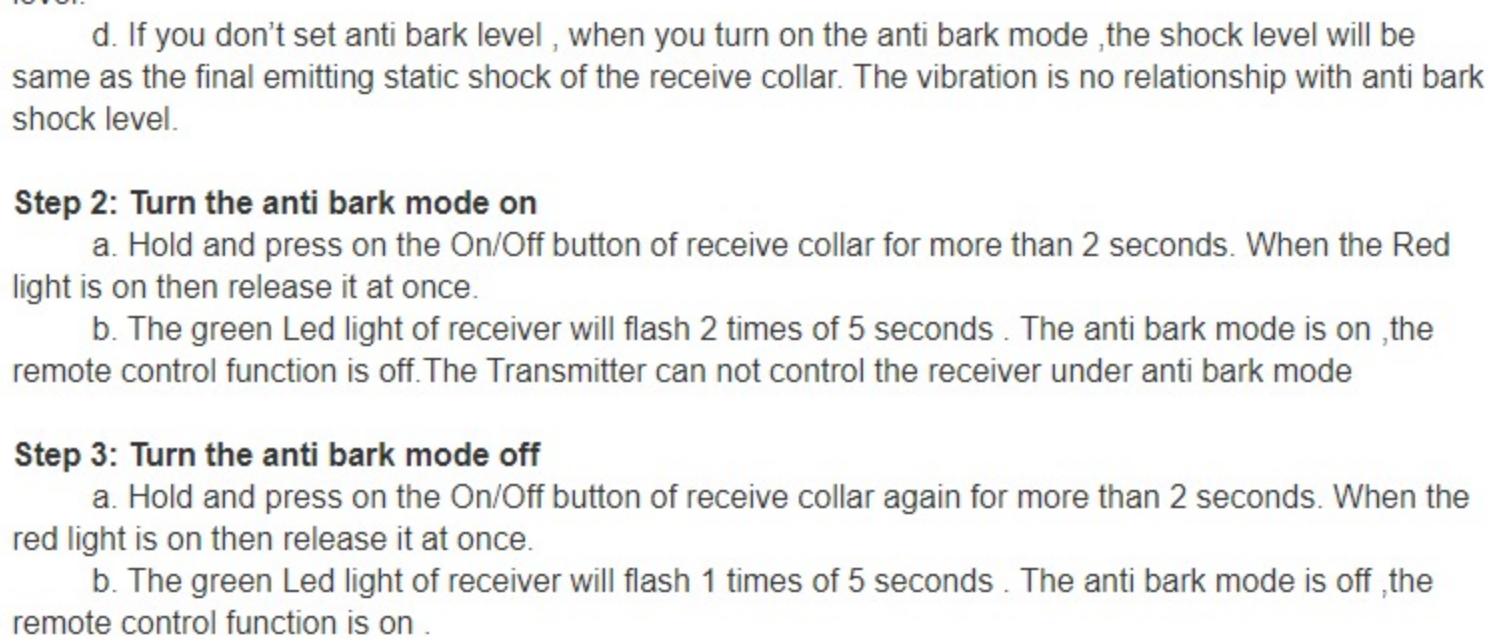 level.
d. If you don't set anti bark level , when you turn on the anti bark mode ,the shock level will be
same as the final emitting static shock of the receive collar. The vibration is no relationship with anti bark
shock level.
Step 2: Turn the anti bark mode on
a. Hold and press on the On/Off button of receive collar for more than 2 seconds. When the Red
light is on then release it at once.
b. The green Led light of receiver will flash 2 times of 5 seconds . The anti bark mode is on ,the
remote control function is off.The Transmitter can not control the receiver under anti bark mode
Step 3: Turn the anti bark mode off
a. Hold and press on the On/Off button of receive collar again for more than 2 seconds. When the
red light is on then release it at once.
b. The green Led light of receiver will flash 1 times of 5 seconds . The anti bark mode is off ,the
remote control function is on .